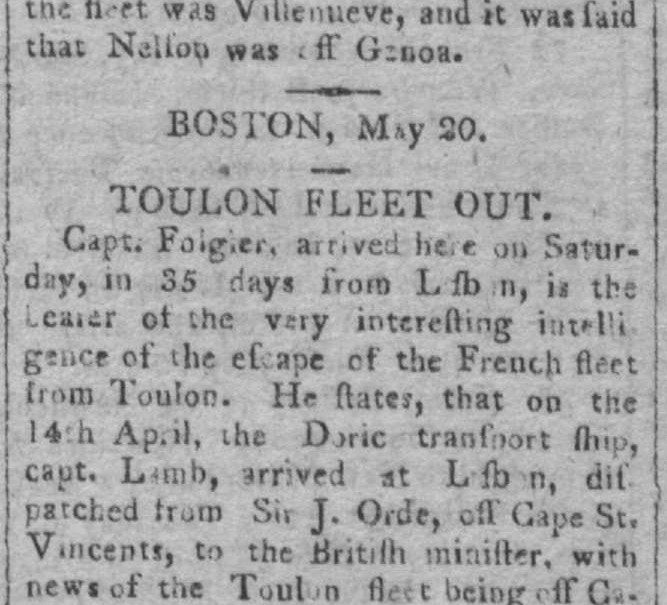 the fleet was Villenueve, and it was ſaid
that Nelſon was off Genoa.
BOSTON, May 20.
TOULON FLEET OUT.
Capt. Folgier, arrived here on Satur-
day, in 35 days from Liſbon, is the
bearer of the very intereſting intelli-
gence of the eſcape of the French fleet
from Toulon. He ſtates, that on the
14th April, the Doric tranſport ſhip,
capt. Lamb, arrived at Liſbon, diſ-
patched from Sir J. Orde, off Cape St.
Vincents, to the Britiſh miniſter, with
news of the Toulon fleet being off Ca-